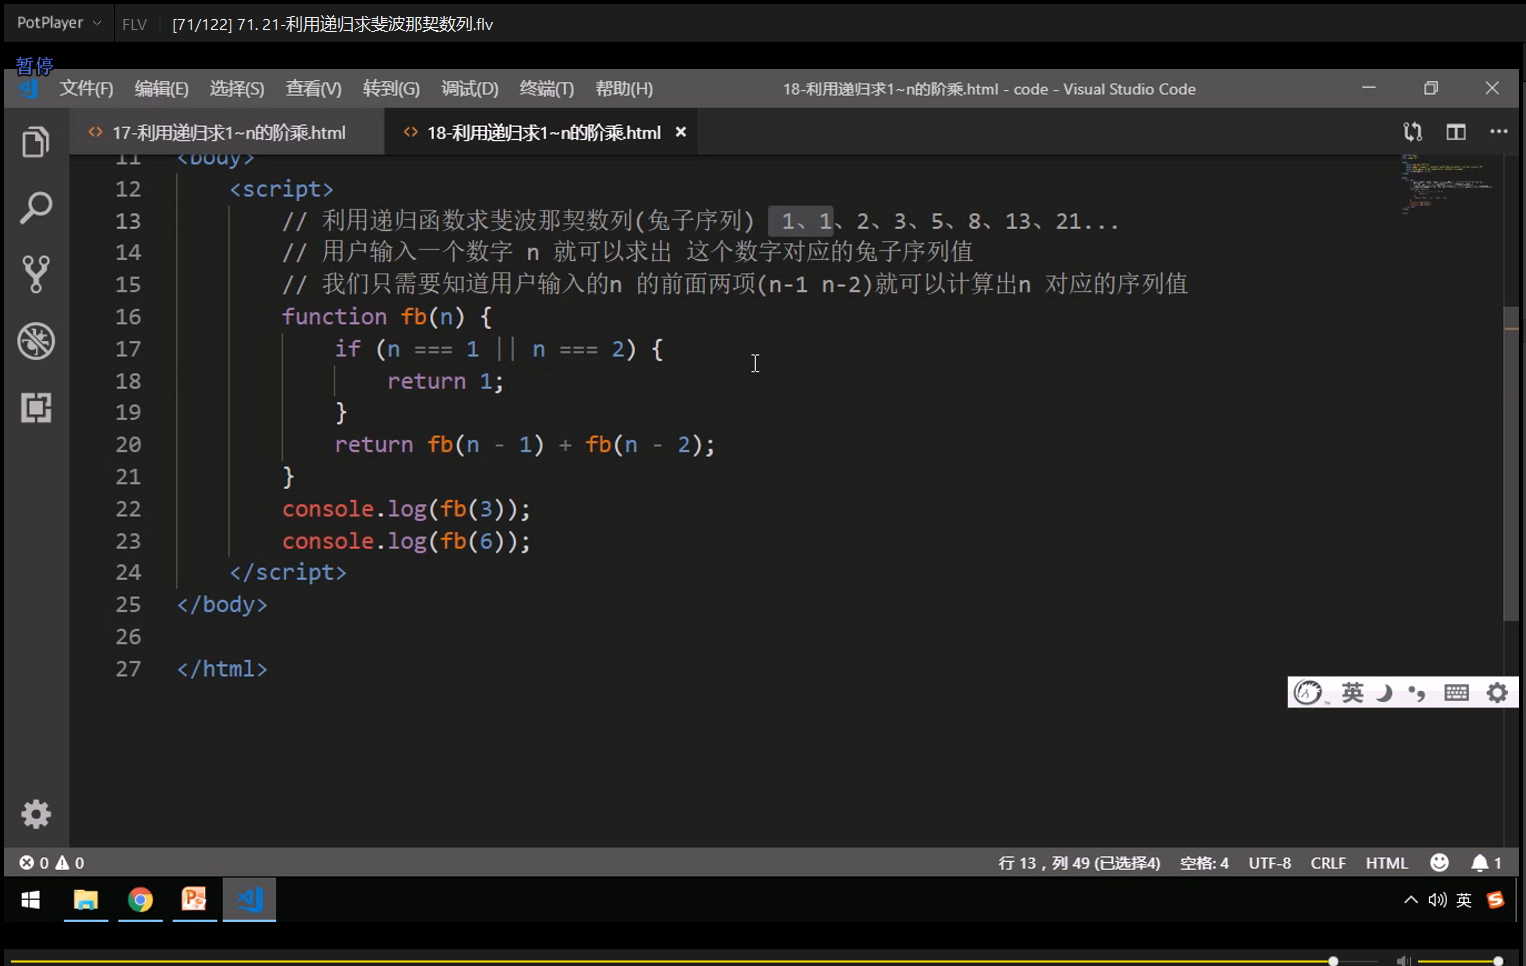 PotPlayer FLV [71/122] 71. 21-利用递归求斐波那契数列.flv
暂停
文件(F) 编辑(E) 选择(S) 查看(V) 转到(G) 调试(D) 终端(T) 帮助(H) 18-利用递归求1~n的阶乘.html - code - Visual Studio Code
<> 17-利用递归求1~n的阶乘.html <> 18-利用递归求1~n的阶乘.html ×
11 <body>
12 <script>
13 // 利用递归函数求斐波那契数列(兔子序列) 1、1、2、3、5、8、13、21...
14 // 用户输入一个数字 n 就可以求出 这个数字对应的兔子序列值
15 // 我们只需要知道用户输入的n 的前面两项(n-1 n-2)就可以计算出n 对应的序列值
16 function fb(n) {
17 if (n === 1 || n === 2) {
18 return 1;
19 }
20 return fb(n - 1) + fb(n - 2);
21 }
22 console.log(fb(3));
23 console.log(fb(6));
24 </script>
25 </body>
26
27 </html>
英
0 0 行 13，列 49 (已选择4) 空格: 4 UTF-8 CRLF HTML 1
英